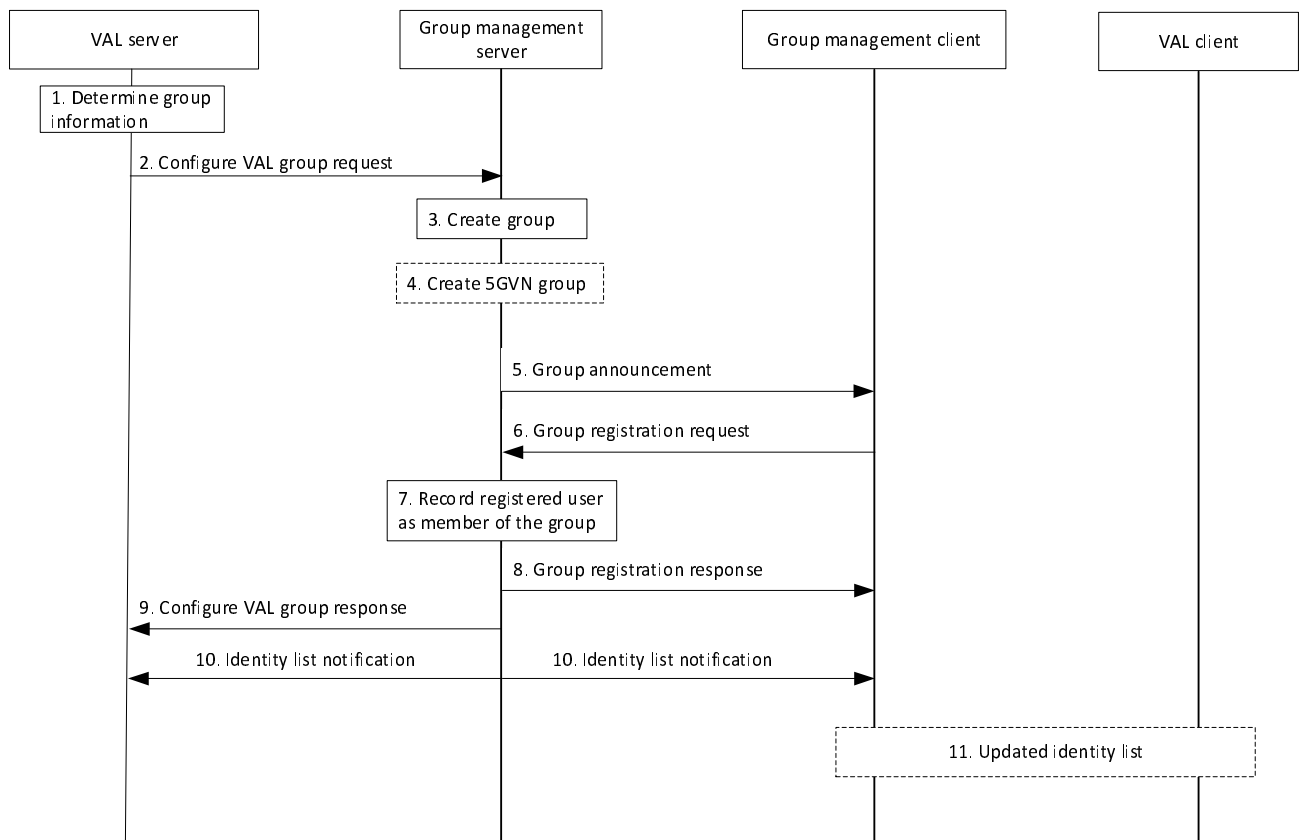 VAL server
Group management
server
Group management client
VAL client
1. Determine group
information
2. Configure VAL group request
3. Create group
4. Create 5GVN group
5. Group announcement
6. Group registration request
7. Record registered user
as member of the group
8. Group registration response
9. Configure VAL group response
10. Identity list notification
10. Identity list notification
11. Updated identity list